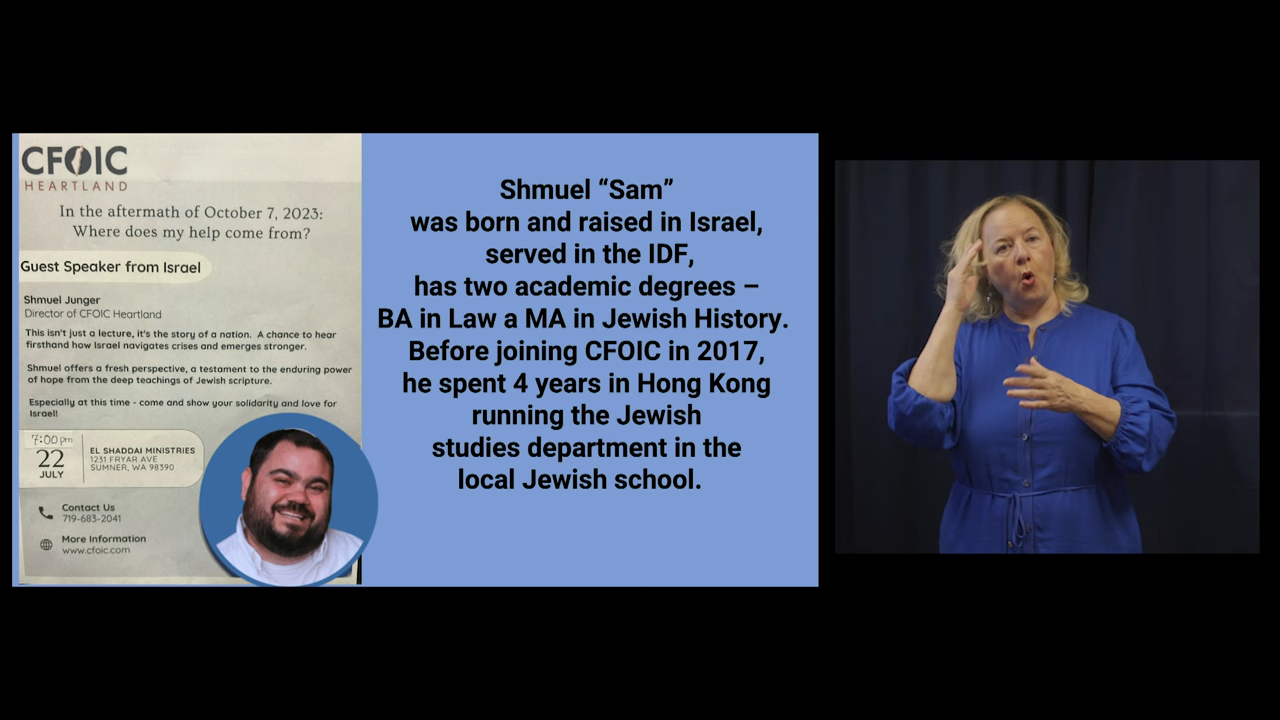 CFOIC
HEARTLAND
In the aftermath of October 7, 2023:
Where does my help come from?
Guest Speaker from Israel
Shmuel Junger
Director of CFOIC Heartland
This isn't just a lecture, it's the story of a nation. A chance to hear
firsthand how Israel navigates crises and emerges stronger.
Shmuel offers a fresh perspective, a testament to the enduring power
of hope from the deep teachings of Jewish scripture.
Especially at this time - come and show your solidarity and love for
Israel!
7:00 pm
22
JULY
EL SHADDAI MINISTRIES
1231 FRYAR AVE
SUMNER, WA 98390
Contact Us
719-683-2041
More Information
www.cfoic.com
Shmuel “Sam”
was born and raised in Israel,
served in the IDF,
has two academic degrees –
BA in Law a MA in Jewish History.
Before joining CFOIC in 2017,
he spent 4 years in Hong Kong
running the Jewish
studies department in the
local Jewish school.